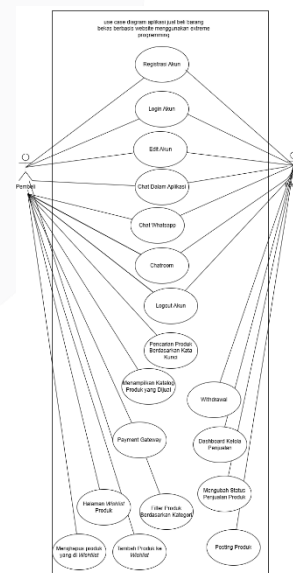 use case diagram aplikasi jual beli barang
bekas berbasis website menggunakan extreme
programming
Registrasi Akun
Login Akun
Edit Akun
Chat Dalam Aplikasi
Pembeli
Chat Whatsapp
Chatroom
Logout Akun
Pencarian Produk
Berdasarkan Kata
Kunci
Menampilkan Katalog
Produk yang Dijual
Withdrawal
Payment Gateway
Dashboard Kelola
Penjualan
Mengubah Status
Penjualan Produk
Halaman Wishlist
Produk
Filter Produk
Berdasarkan Kategori
Menghapus produk
yang di Wishlist
Tambah Produk ke
Wishlist
Posting Produk